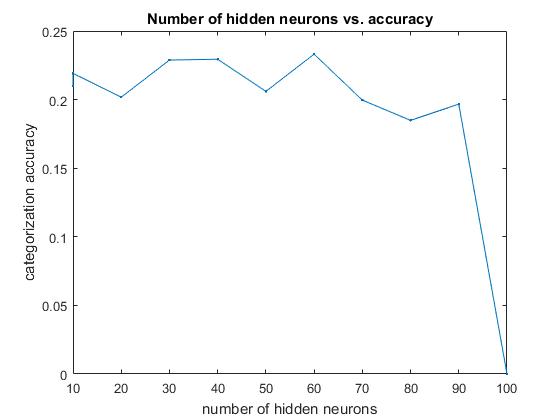 Number of hidden neurons vs. accuracy
0.25
0.2
0.15
0.1
0.05
0
categorization accuracy
10 20 30 40 50 60 70 80 90 100
number of hidden neurons